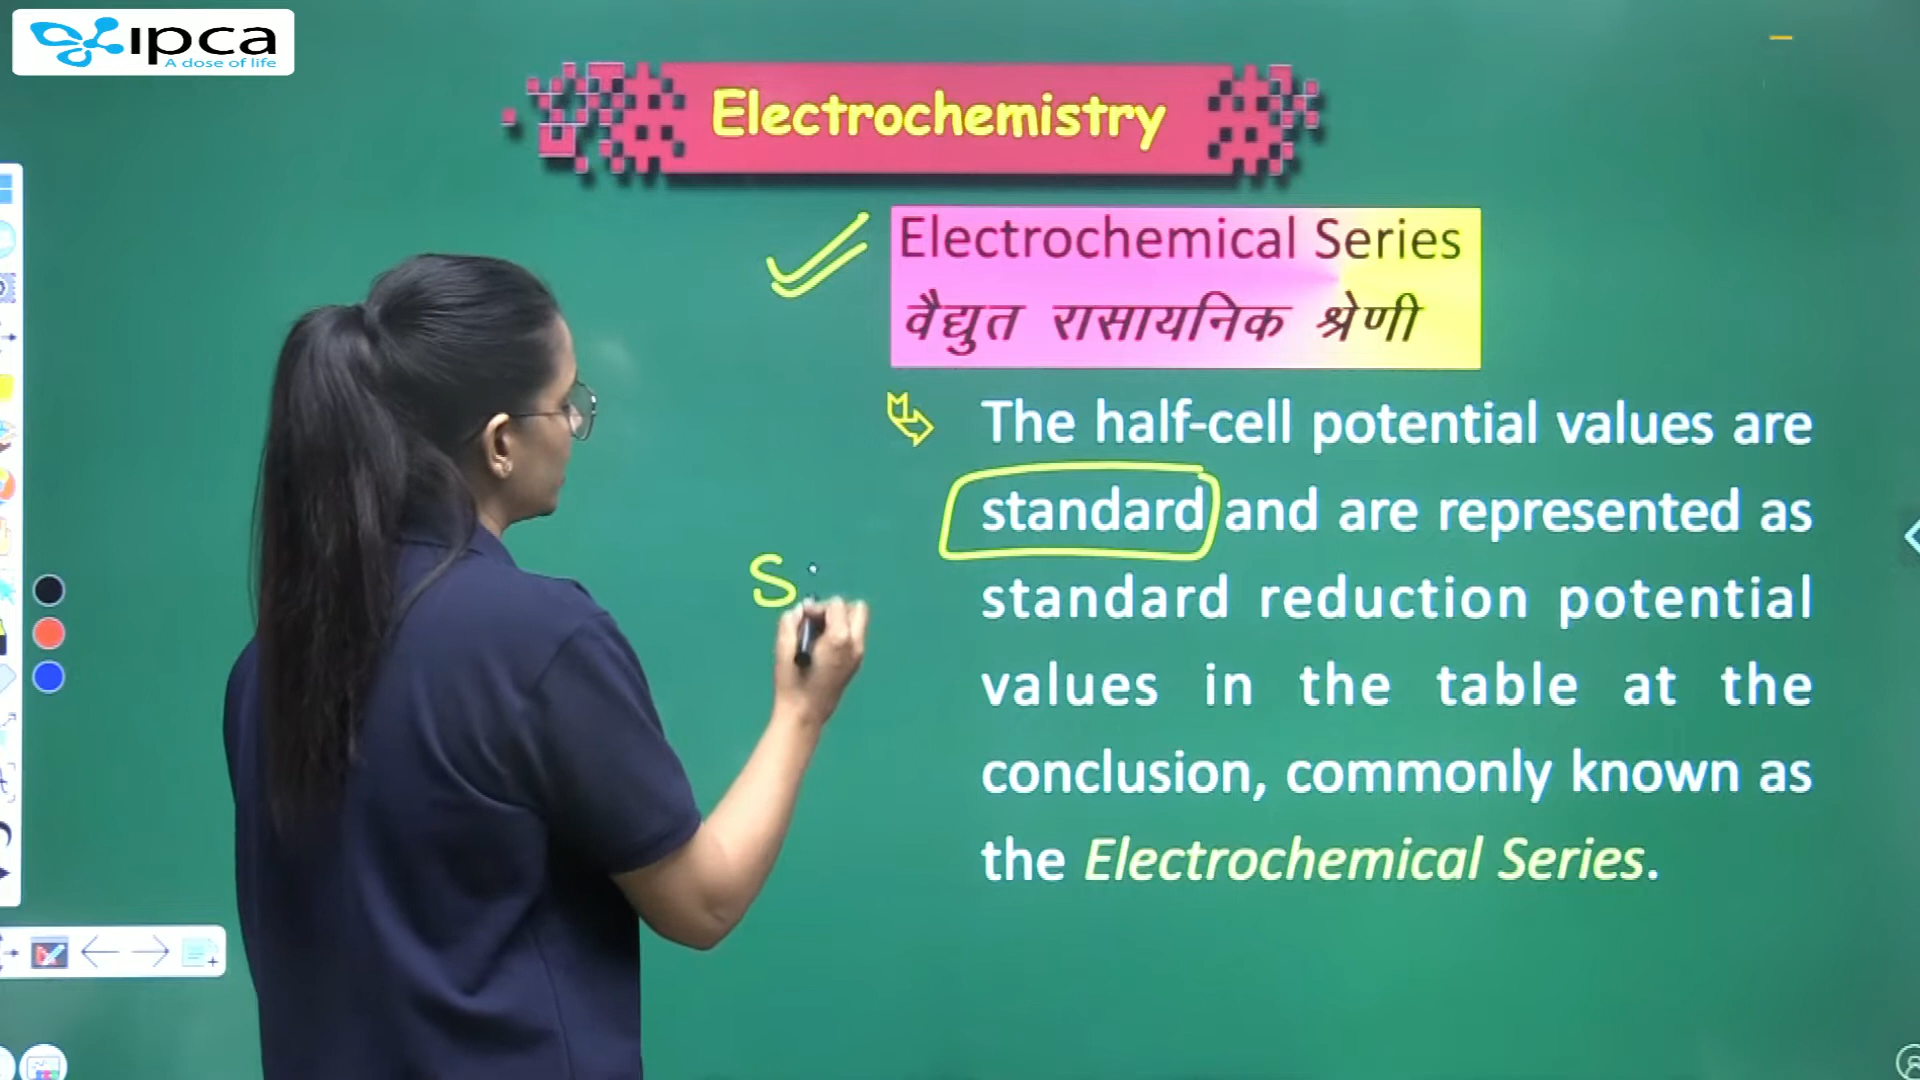 ipca
A dose of life
Electrochemistry
Electrochemical Series
वैद्युत रासायनिक श्रेणी
The half-cell potential values are
standard and are represented as
standard reduction potential
values in the table at the
conclusion, commonly known as
the Electrochemical Series.
S